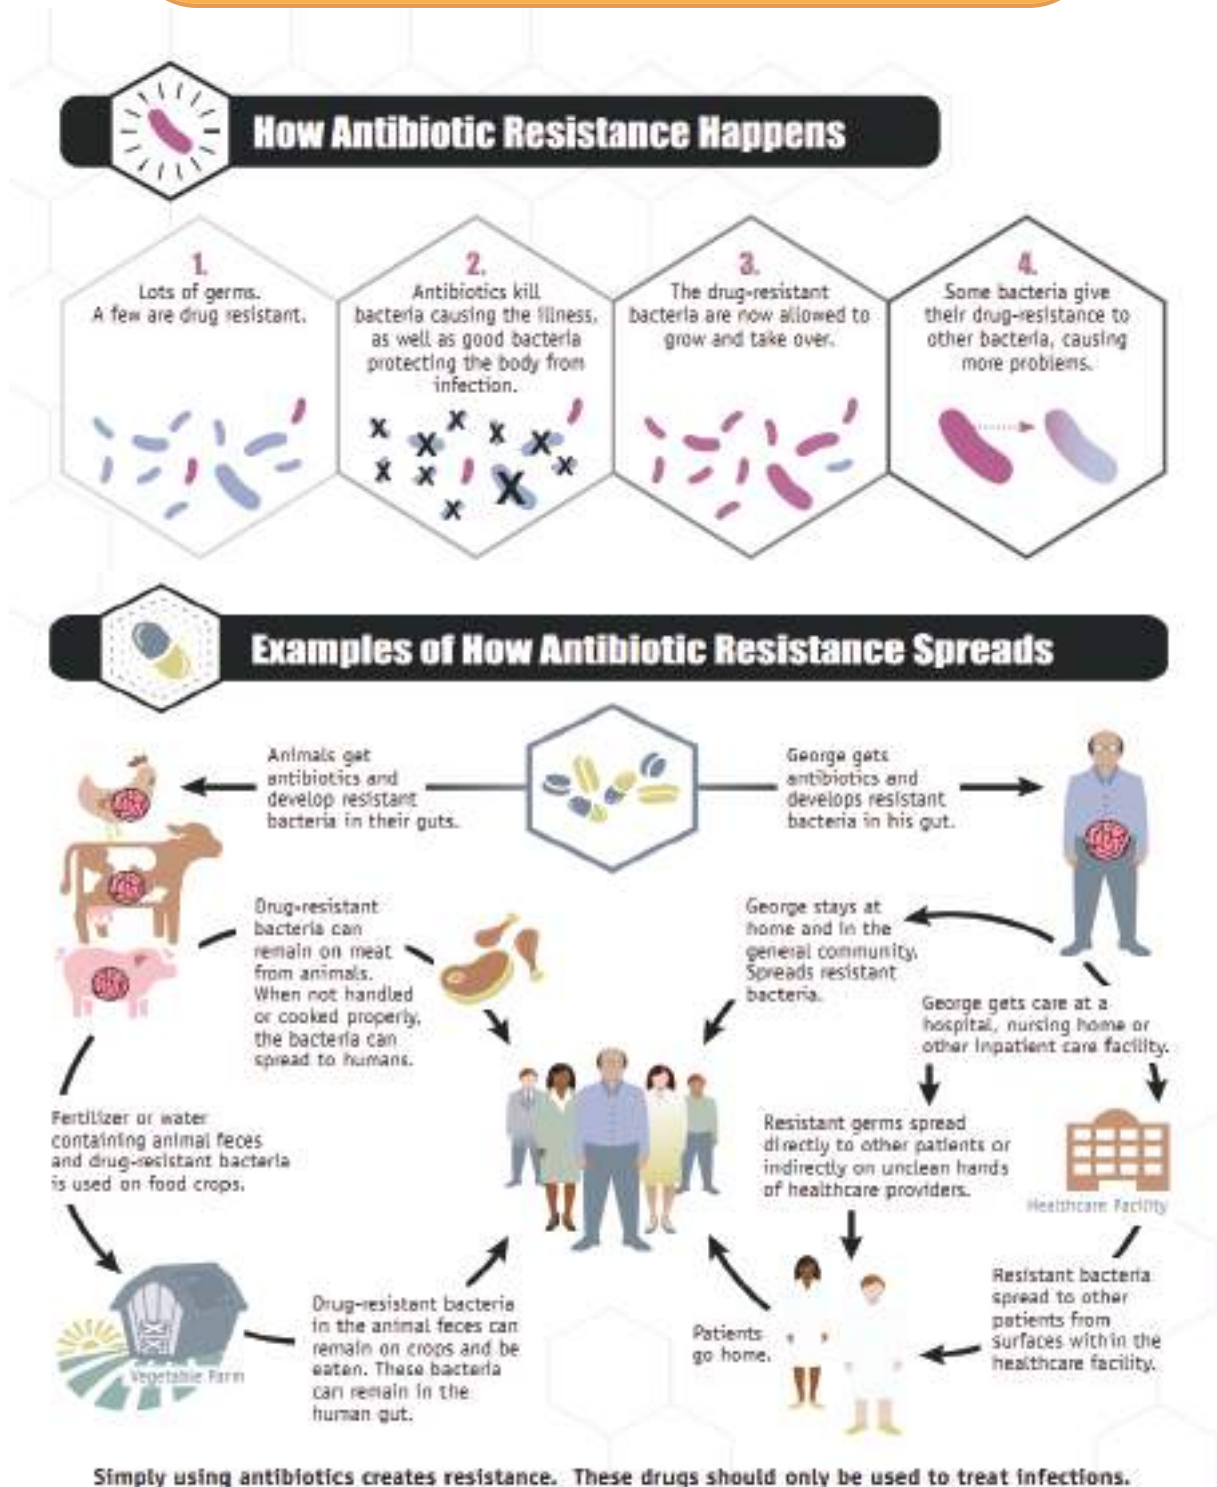 How Antibiotic Resistance Happens
1.
Lots of germs.
A few are drug resistant.
2.
Antibiotics kill
bacteria causing the illness,
as well as good bacteria
protecting the body from
infection.
3.
The drug-resistant
bacteria are now allowed to
grow and take over.
4.
Some bacteria give
their drug-resistance to
other bacteria, causing
more problems.
X X X X X X X X X X
Examples of How Antibiotic Resistance Spreads
Animals get
antibiotics and
develop resistant
bacteria in their guts.
George gets
antibiotics and
develops resistant
bacteria in his gut.
Drug-resistant
bacteria can
remain on meat
from animals.
When not handled
or cooked properly,
the bacteria can
spread to humans.
George stays at
home and in the
general community.
Spreads resistant
bacteria.
George gets care at a
hospital, nursing home or
other inpatient care facility.
Fertilizer or water
containing animal feces
and drug-resistant bacteria
is used on food crops.
Resistant germs spread
directly to other patients or
indirectly on unclean hands
of healthcare providers.
Healthcare Facility
Vegetable Farm
Drug-resistant bacteria
in the animal feces can
remain on crops and be
eaten. These bacteria
can remain in the
human gut.
Patients
go home.
Resistant bacteria
spread to other
patients from
surfaces within the
healthcare facility.
Simply using antibiotics creates resistance. These drugs should only be used to treat infections.